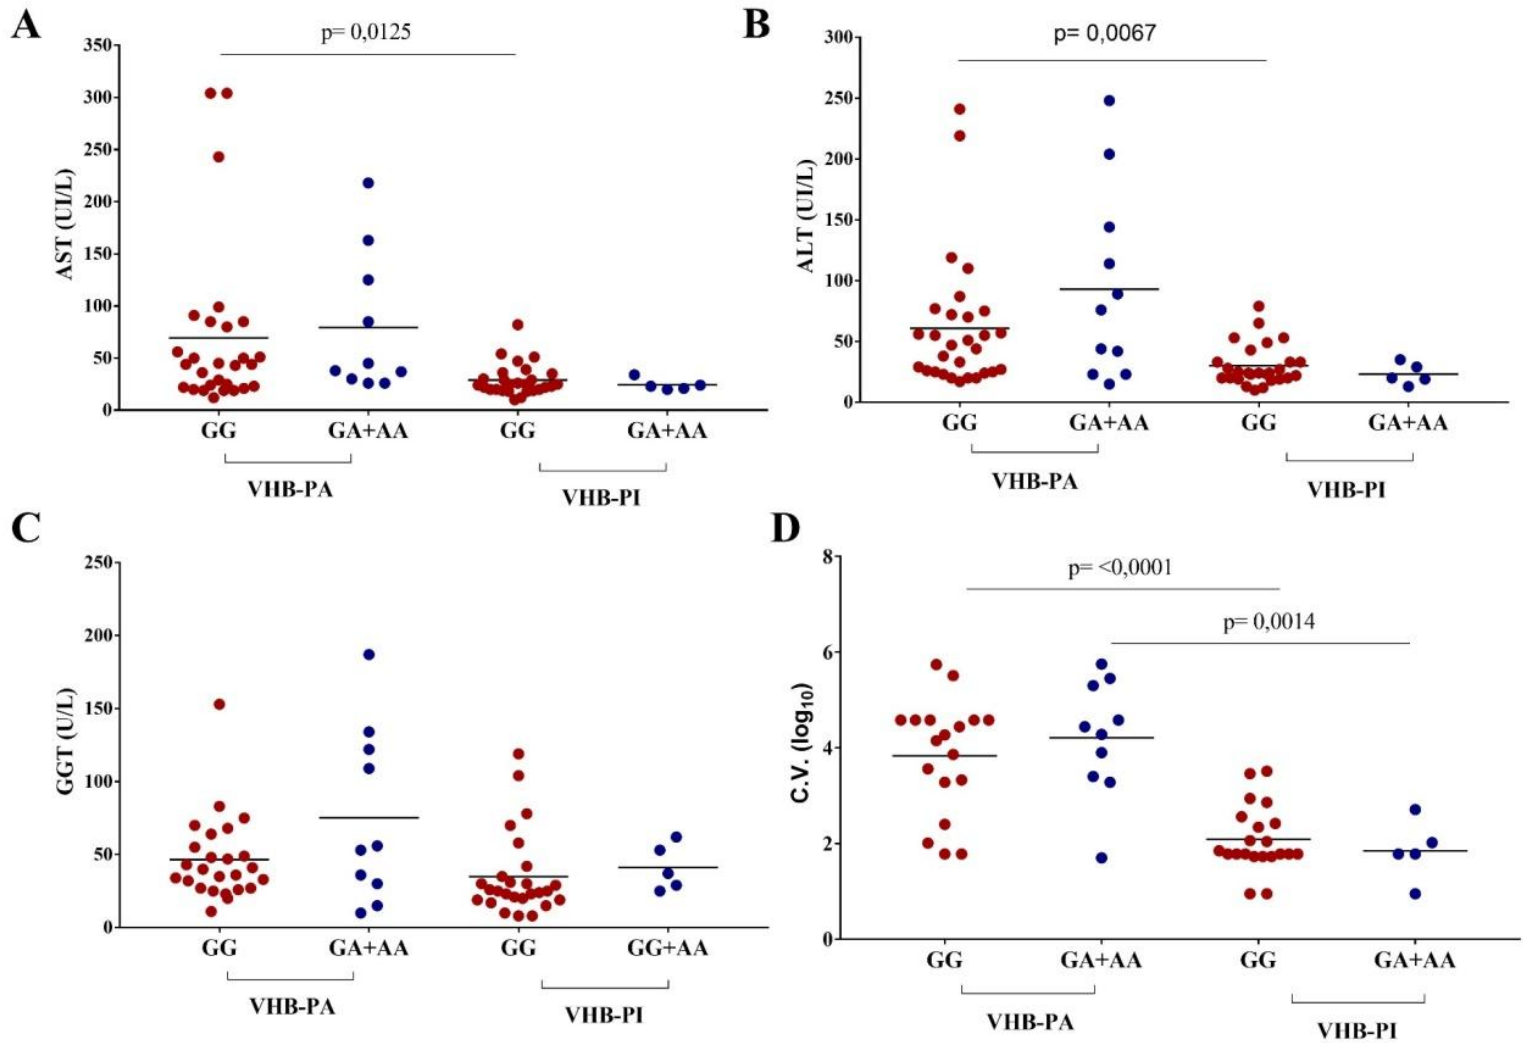 A
p= 0,0125
AST (UI/L)
350
300
250
200
150
100
50
0
GG GA+AA GG GA+AA
VHB-PA
VHB-PI
B
p= 0,0067
ALT (UI/L)
300
250
200
150
100
50
0
GG GA+AA GG GA+AA
VHB-PA
VHB-PI
C
GGT (U/L)
250
200
150
100
50
0
GG GA+AA GG GG+AA
VHB-PA
VHB-PI
D
p= <0,0001
p= 0,0014
C.V. (log₁₀)
8
6
4
2
0
GG GA+AA GG GA+AA
VHB-PA
VHB-PI